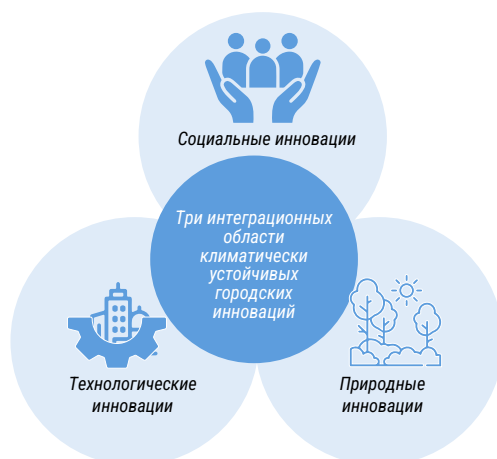 Социальные инновации
Три интеграционных
области
климатически
устойчивых
городских
инноваций
Технологические
инновации
Природные
инновации